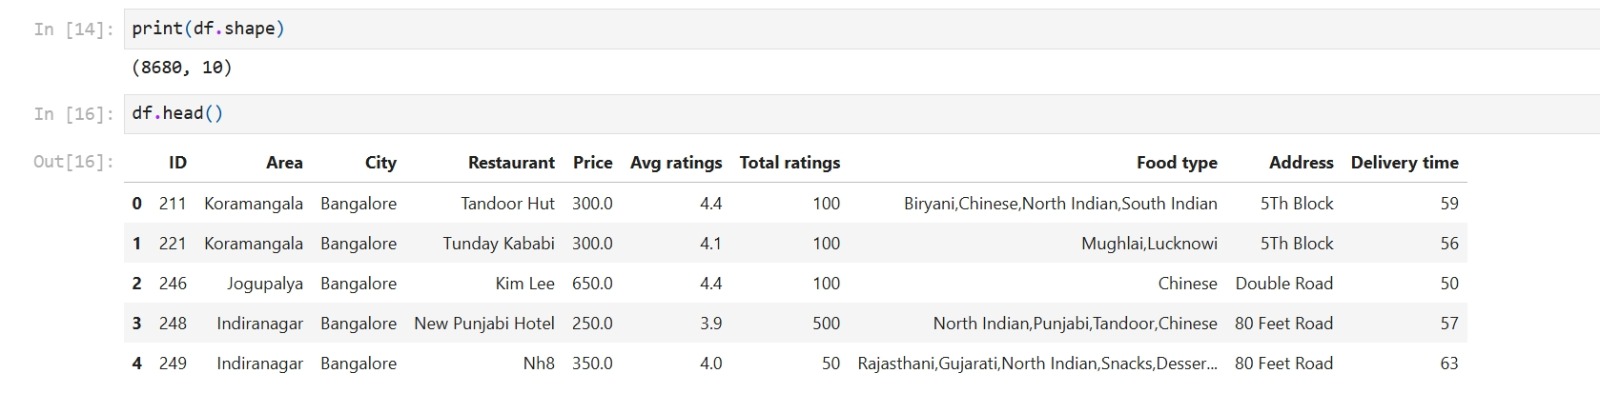 In [14]: print(df.shape)
(8680, 10)
In [16]: df.head()
Out[16]: ID Area City Restaurant Price Avg ratings Total ratings Food type Address Delivery time
0 211 Koramangala Bangalore Tandoor Hut 300.0 4.4 100 Biryani,Chinese,North Indian,South Indian 5Th Block 59
1 221 Koramangala Bangalore Tunday Kababi 300.0 4.1 100 Mughlai,Lucknowi 5Th Block 56
2 246 Jogupalya Bangalore Kim Lee 650.0 4.4 100 Chinese Double Road 50
3 248 Indiranagar Bangalore New Punjabi Hotel 250.0 3.9 500 North Indian,Punjabi,Tandoor,Chinese 80 Feet Road 57
4 249 Indiranagar Bangalore Nh8 350.0 4.0 50 Rajasthani,Gujarati,North Indian,Snacks,Desser... 80 Feet Road 63